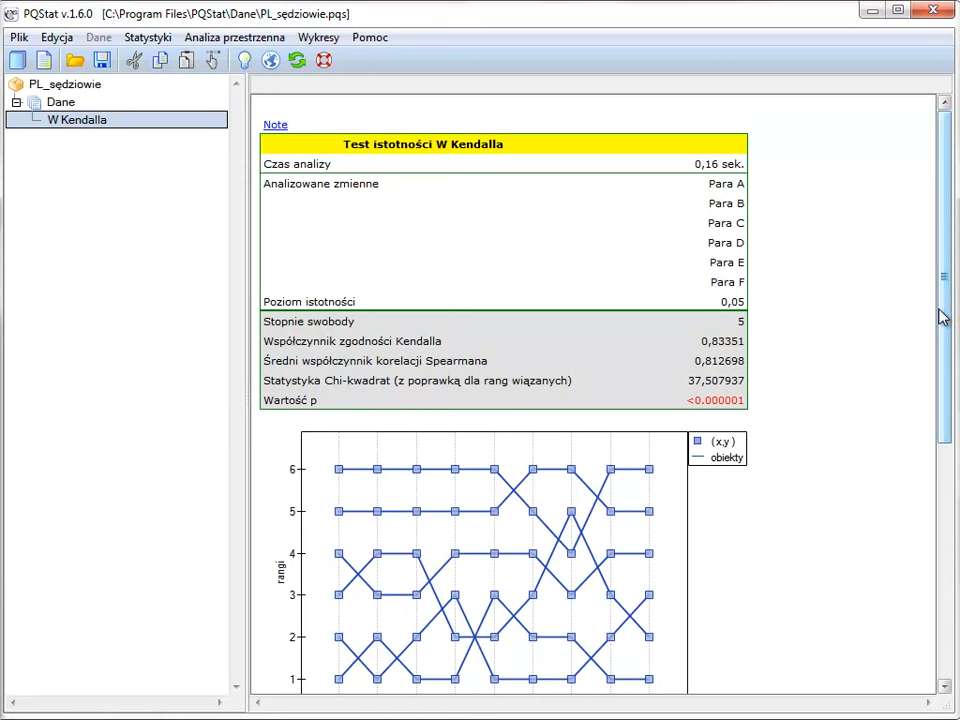 PQStat v.1.6.0 [C:\Program Files\PQStat\Dane\PL_sędziowie.pqs]
Plik Edycja Dane Statystyki Analiza przestrzenna Wykresy Pomoc
PL_sędziowie
Dane
W Kendalla
Note
Test istotności W Kendalla
Czas analizy 0,16 sek.
Analizowane zmienne Para A
Para B
Para C
Para D
Para E
Para F
Poziom istotności 0,05
Stopnie swobody 5
Współczynnik zgodności Kendalla 0,83351
Średni współczynnik korelacji Spearmana 0,812698
Statystyka Chi-kwadrat (z poprawką dla rang wiązanych) 37,507937
Wartość p <0.000001
(x,y)
obiekty
6
5
4
rangi
3
2
1